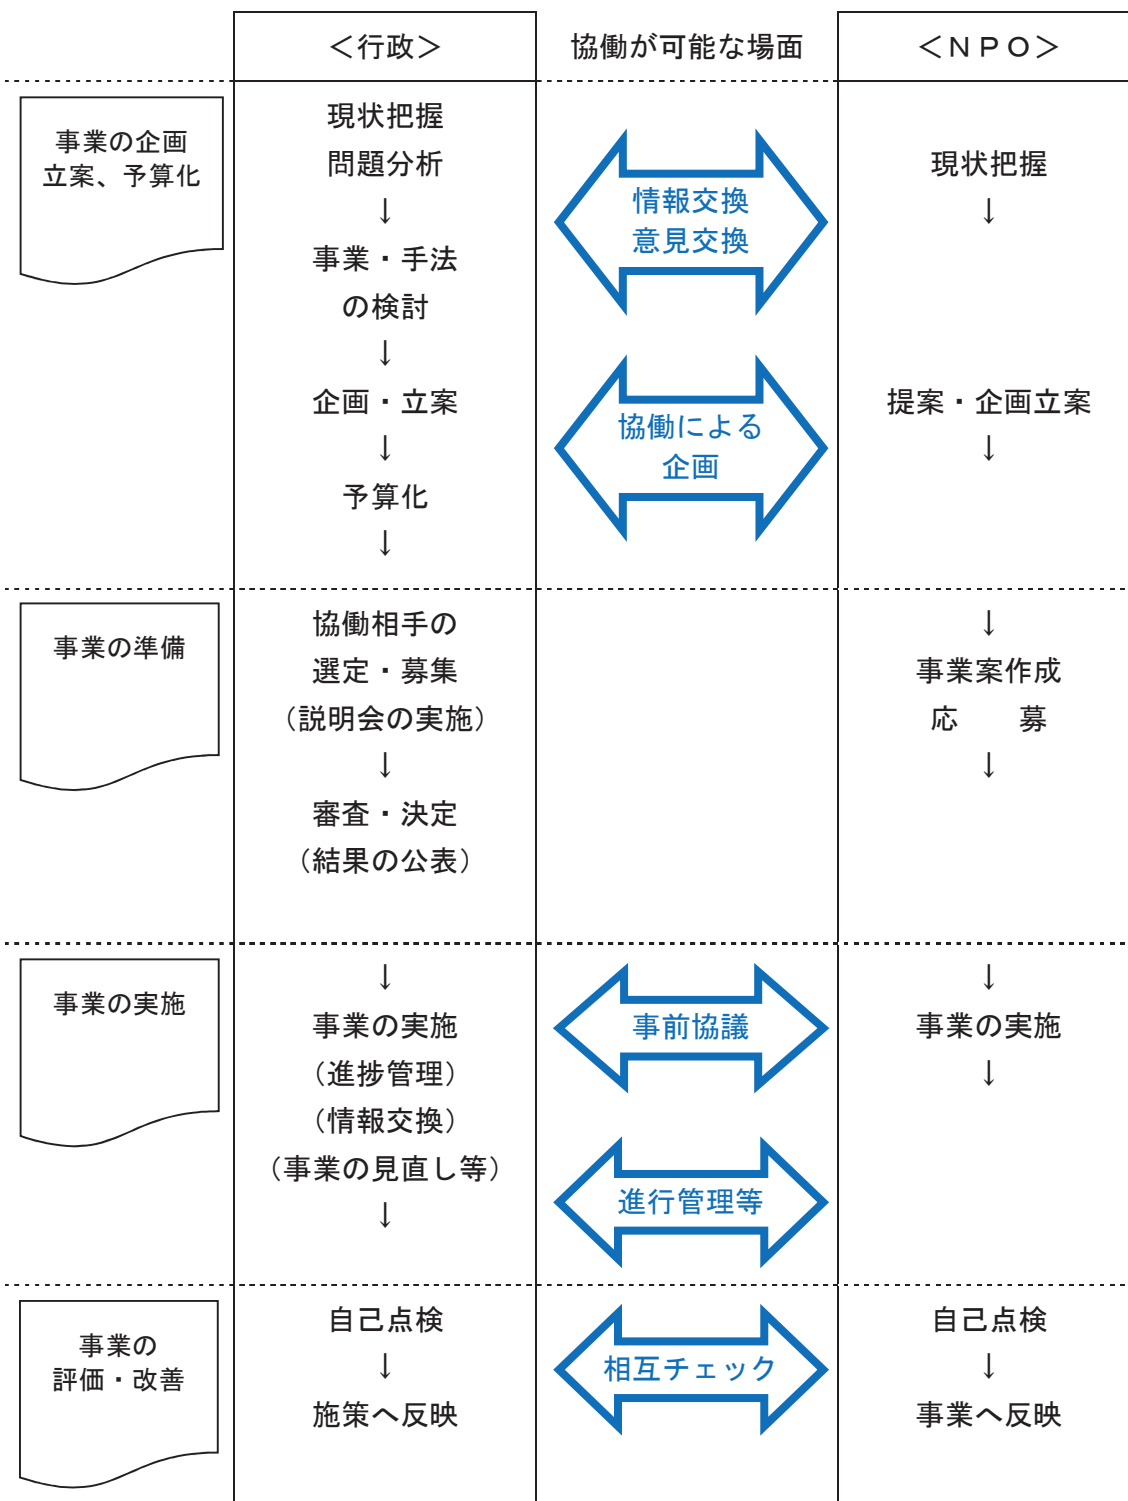 ＜行政＞
協働が可能な場面
＜ＮＰＯ＞
事業の企画
立案、予算化
現状把握
問題分析
↓
事業・手法
の検討
↓
企画・立案
↓
予算化
↓
情報交換
意見交換
協働による
企画
現状把握
↓
提案・企画立案
↓
事業の準備
協働相手の
選定・募集
（説明会の実施）
↓
審査・決定
（結果の公表）
↓
事業案作成
応　　募
↓
事業の実施
↓
事業の実施
（進捗管理）
（情報交換）
（事業の見直し等）
↓
事前協議
進行管理等
↓
事業の実施
↓
事業の
評価・改善
自己点検
↓
施策へ反映
相互チェック
自己点検
↓
事業へ反映